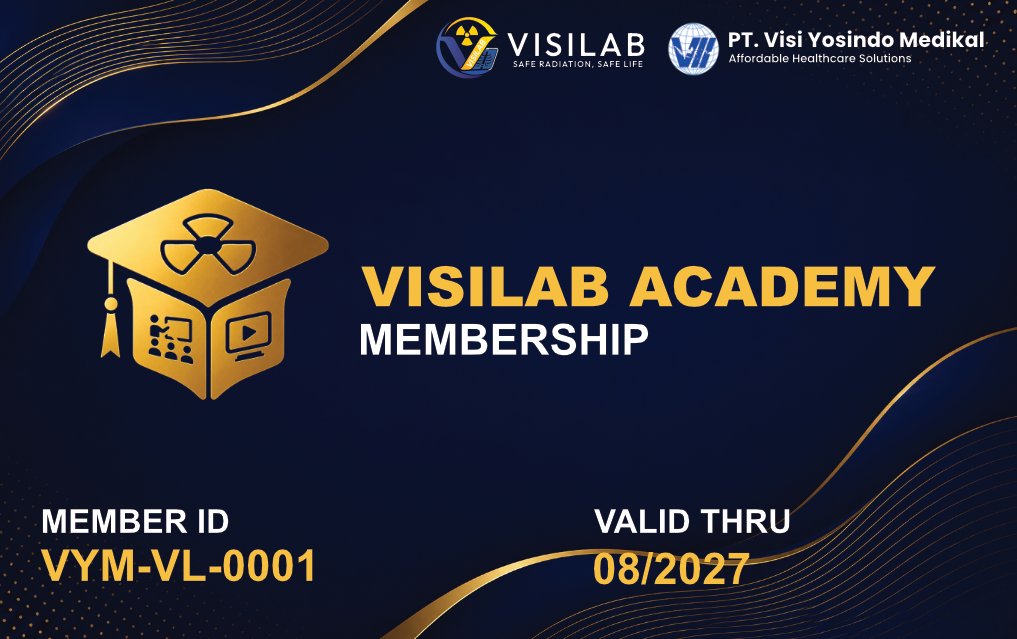 VISILAB
SAFE RADIATION, SAFE LIFE
PT. Visi Yosindo Medikal
Affordable Healthcare Solutions
VISILAB ACADEMY
MEMBERSHIP
MEMBER ID
VYM-VL-0001
VALID THRU
08/2027